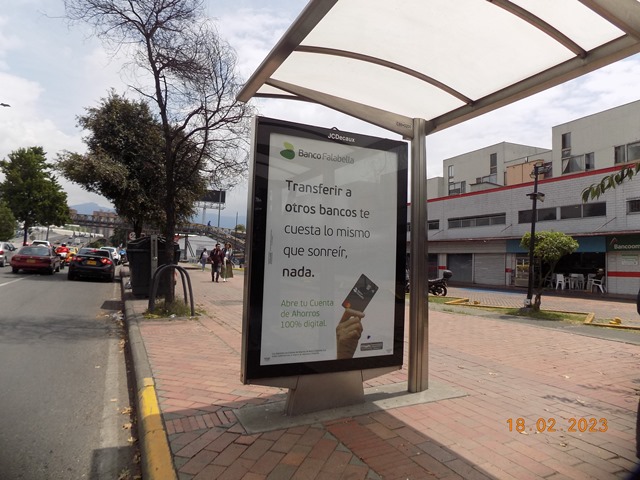 JCDecaux
Banco Falabella
Transferir a
otros bancos te
cuesta lo mismo
que sonreír,
nada.
Abre tu Cuenta
de Ahorros
100% digital.
Bancoomeva
18.02.2023